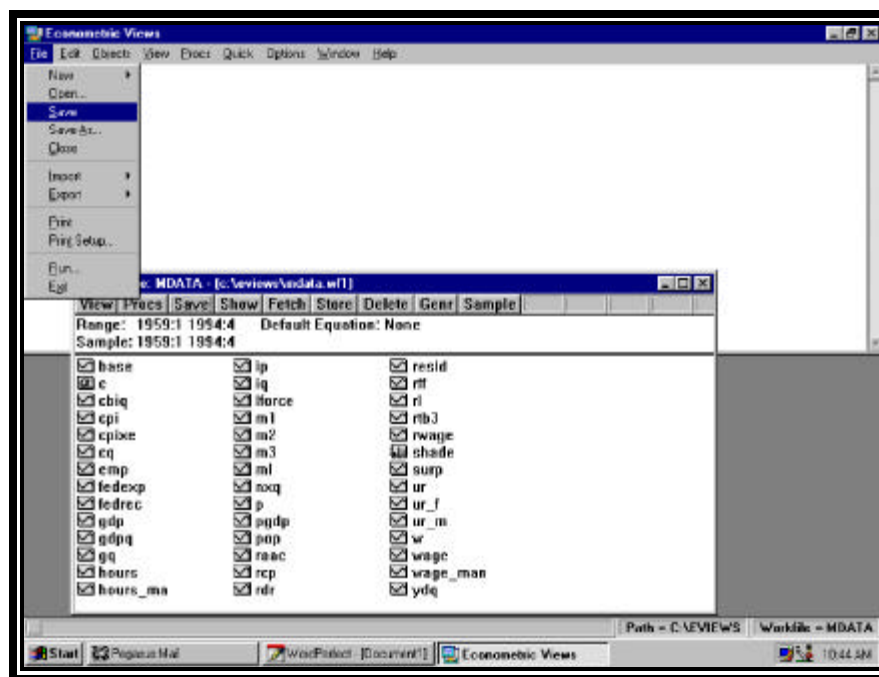 Econometric Views
File Edit Objects View Procs Quick Options Window Help
New
Open...
Save
Save As...
Close
Import
Export
Print
Print Setup...
Run...
Exit
e: MDATA - [c:\eviews\mdata.wf1]
View Procs Save Show Fetch Store Delete Genr Sample
Range: 1959:1 1994:4 Default Equation: None
Sample: 1959:1 1994:4
base ip resid
c iq rff
cbiq lforce rl
cpi m1 rtb3
cpixe m2 rwage
cq m3 shade
emp ml surp
fedexp nxq ur
fedrec p ur_f
gdp pgdp ur_m
gdpq pop w
gq raac wage
hours rcp wage_man
hours_ma rdr ydq
Path = C:\EVIEWS Workfile = MDATA
Start Pegasus Mail WordPerfect - [Document1] Econometric Views 10:44 AM